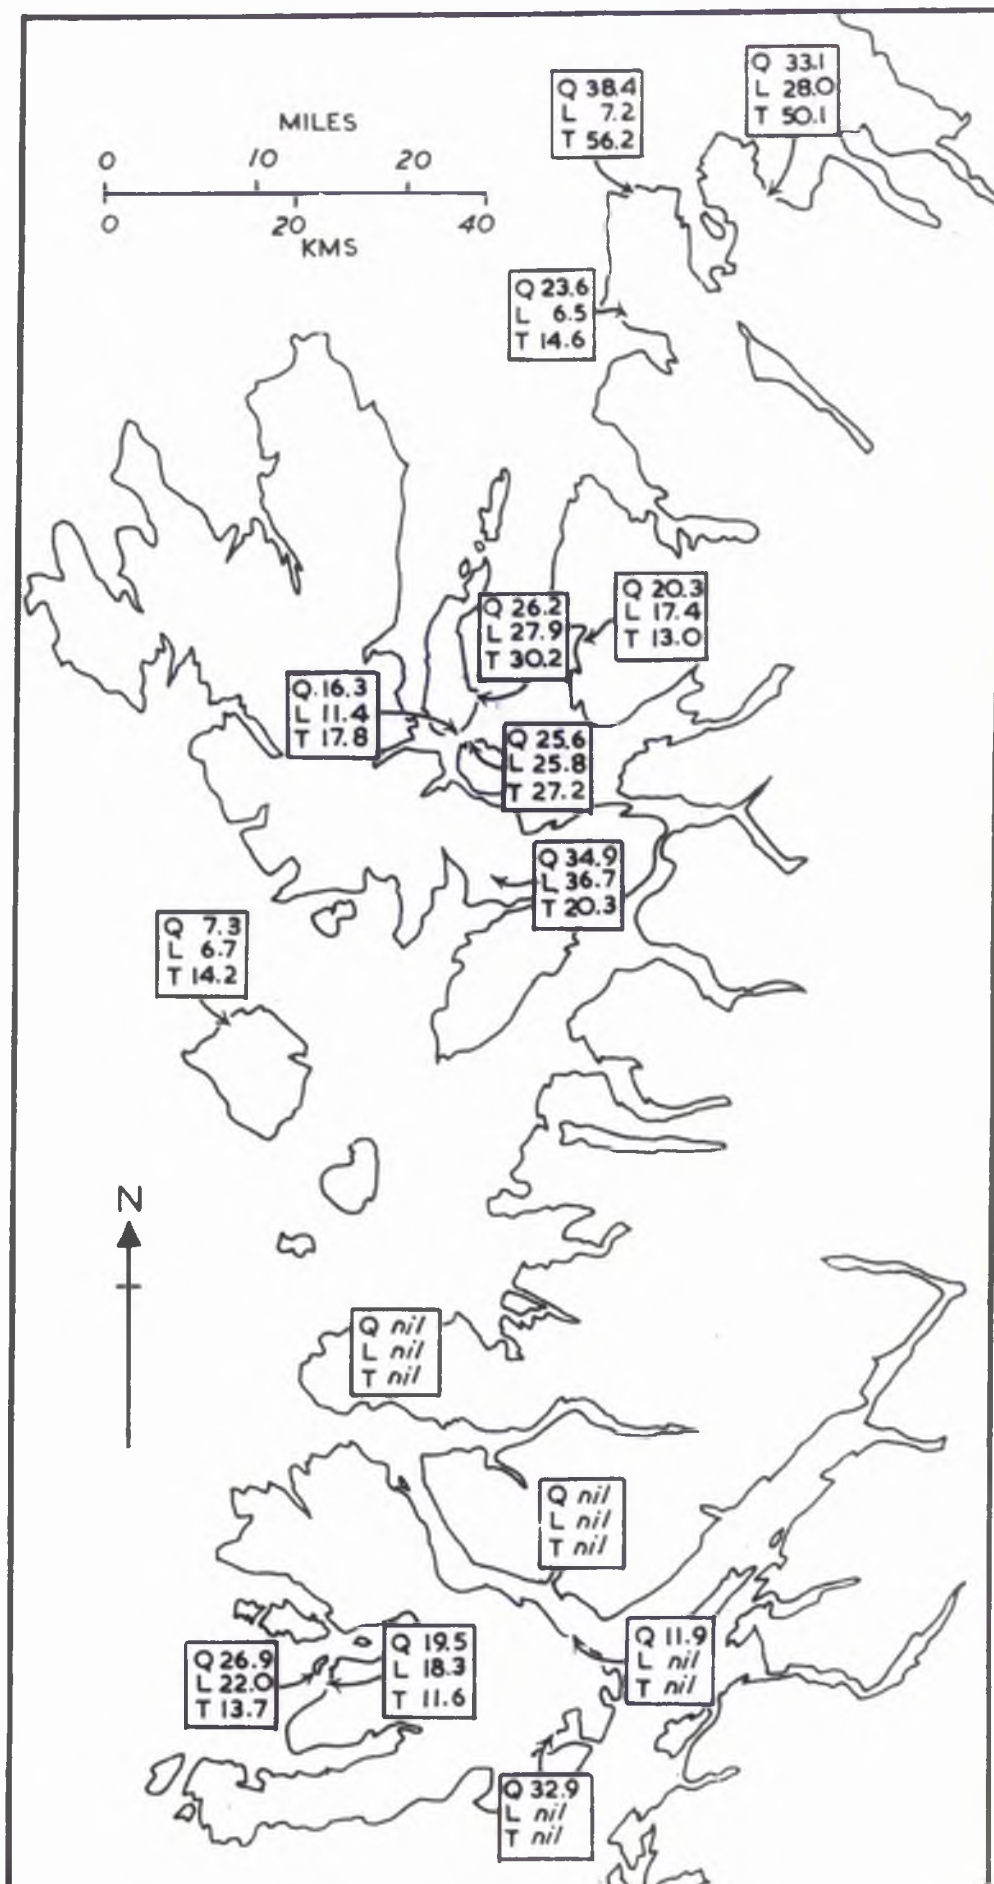 Q 33.1
L 28.0
T 50.1
Q 38.4
L 7.2
T 56.2
MILES
0 10 20
0 20 40
KMS
Q 23.6
L 6.5
T 14.6
Q 20.3
L 17.4
T 13.0
Q 26.2
L 27.9
T 30.2
Q 16.3
L 11.4
T 17.8
Q 25.6
L 25.8
T 27.2
Q 34.9
L 36.7
T 20.3
Q 7.3
L 6.7
T 14.2
N
Q nil
L nil
T nil
Q nil
L nil
T nil
Q 11.9
L nil
T nil
Q 19.5
L 18.3
T 11.6
Q 26.9
L 22.0
T 13.7
Q 32.9
L nil
T nil